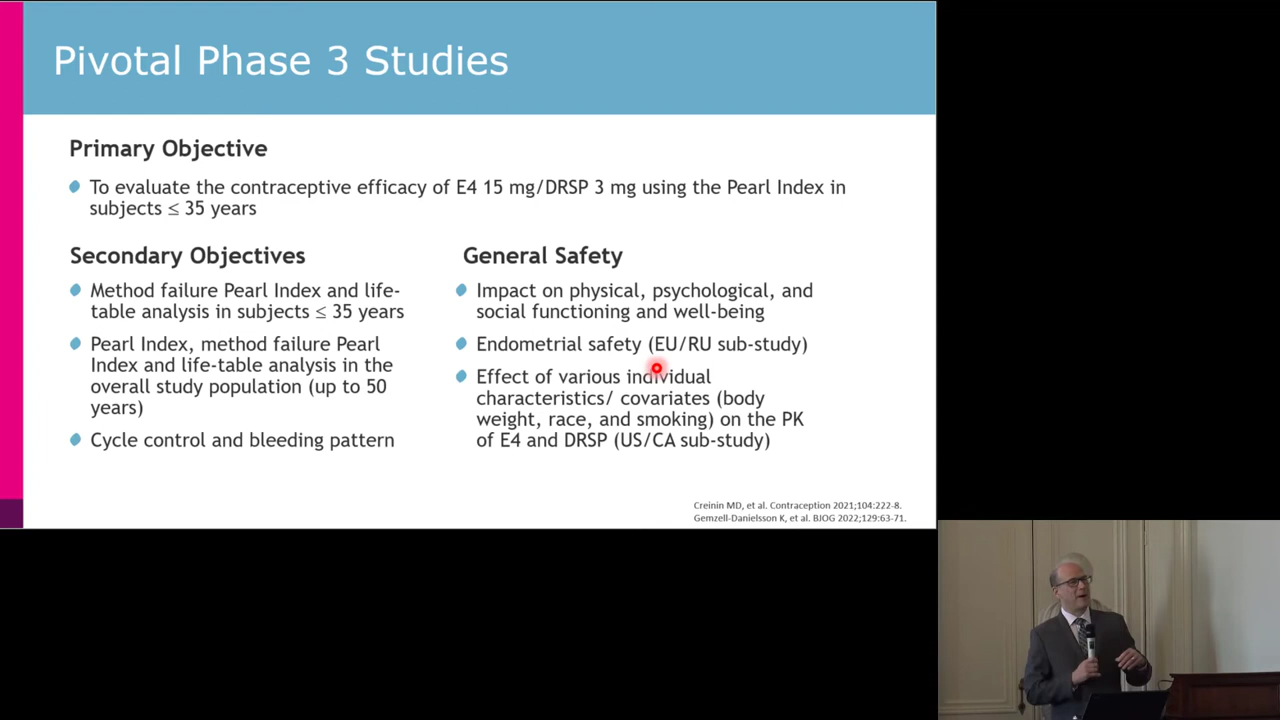 Pivotal Phase 3 Studies
Primary Objective
To evaluate the contraceptive efficacy of E4 15 mg/DRSP 3 mg using the Pearl Index in
subjects ≤ 35 years
Secondary Objectives
Method failure Pearl Index and life-
table analysis in subjects ≤ 35 years
Pearl Index, method failure Pearl
Index and life-table analysis in the
overall study population (up to 50
years)
Cycle control and bleeding pattern
General Safety
Impact on physical, psychological, and
social functioning and well-being
Endometrial safety (EU/RU sub-study)
Effect of various individual
characteristics/ covariates (body
weight, race, and smoking) on the PK
of E4 and DRSP (US/CA sub-study)
Creinin MD, et al. Contraception 2021;104:222-8.
Gemzell-Danielsson K, et al. BJOG 2022;129:63-71.